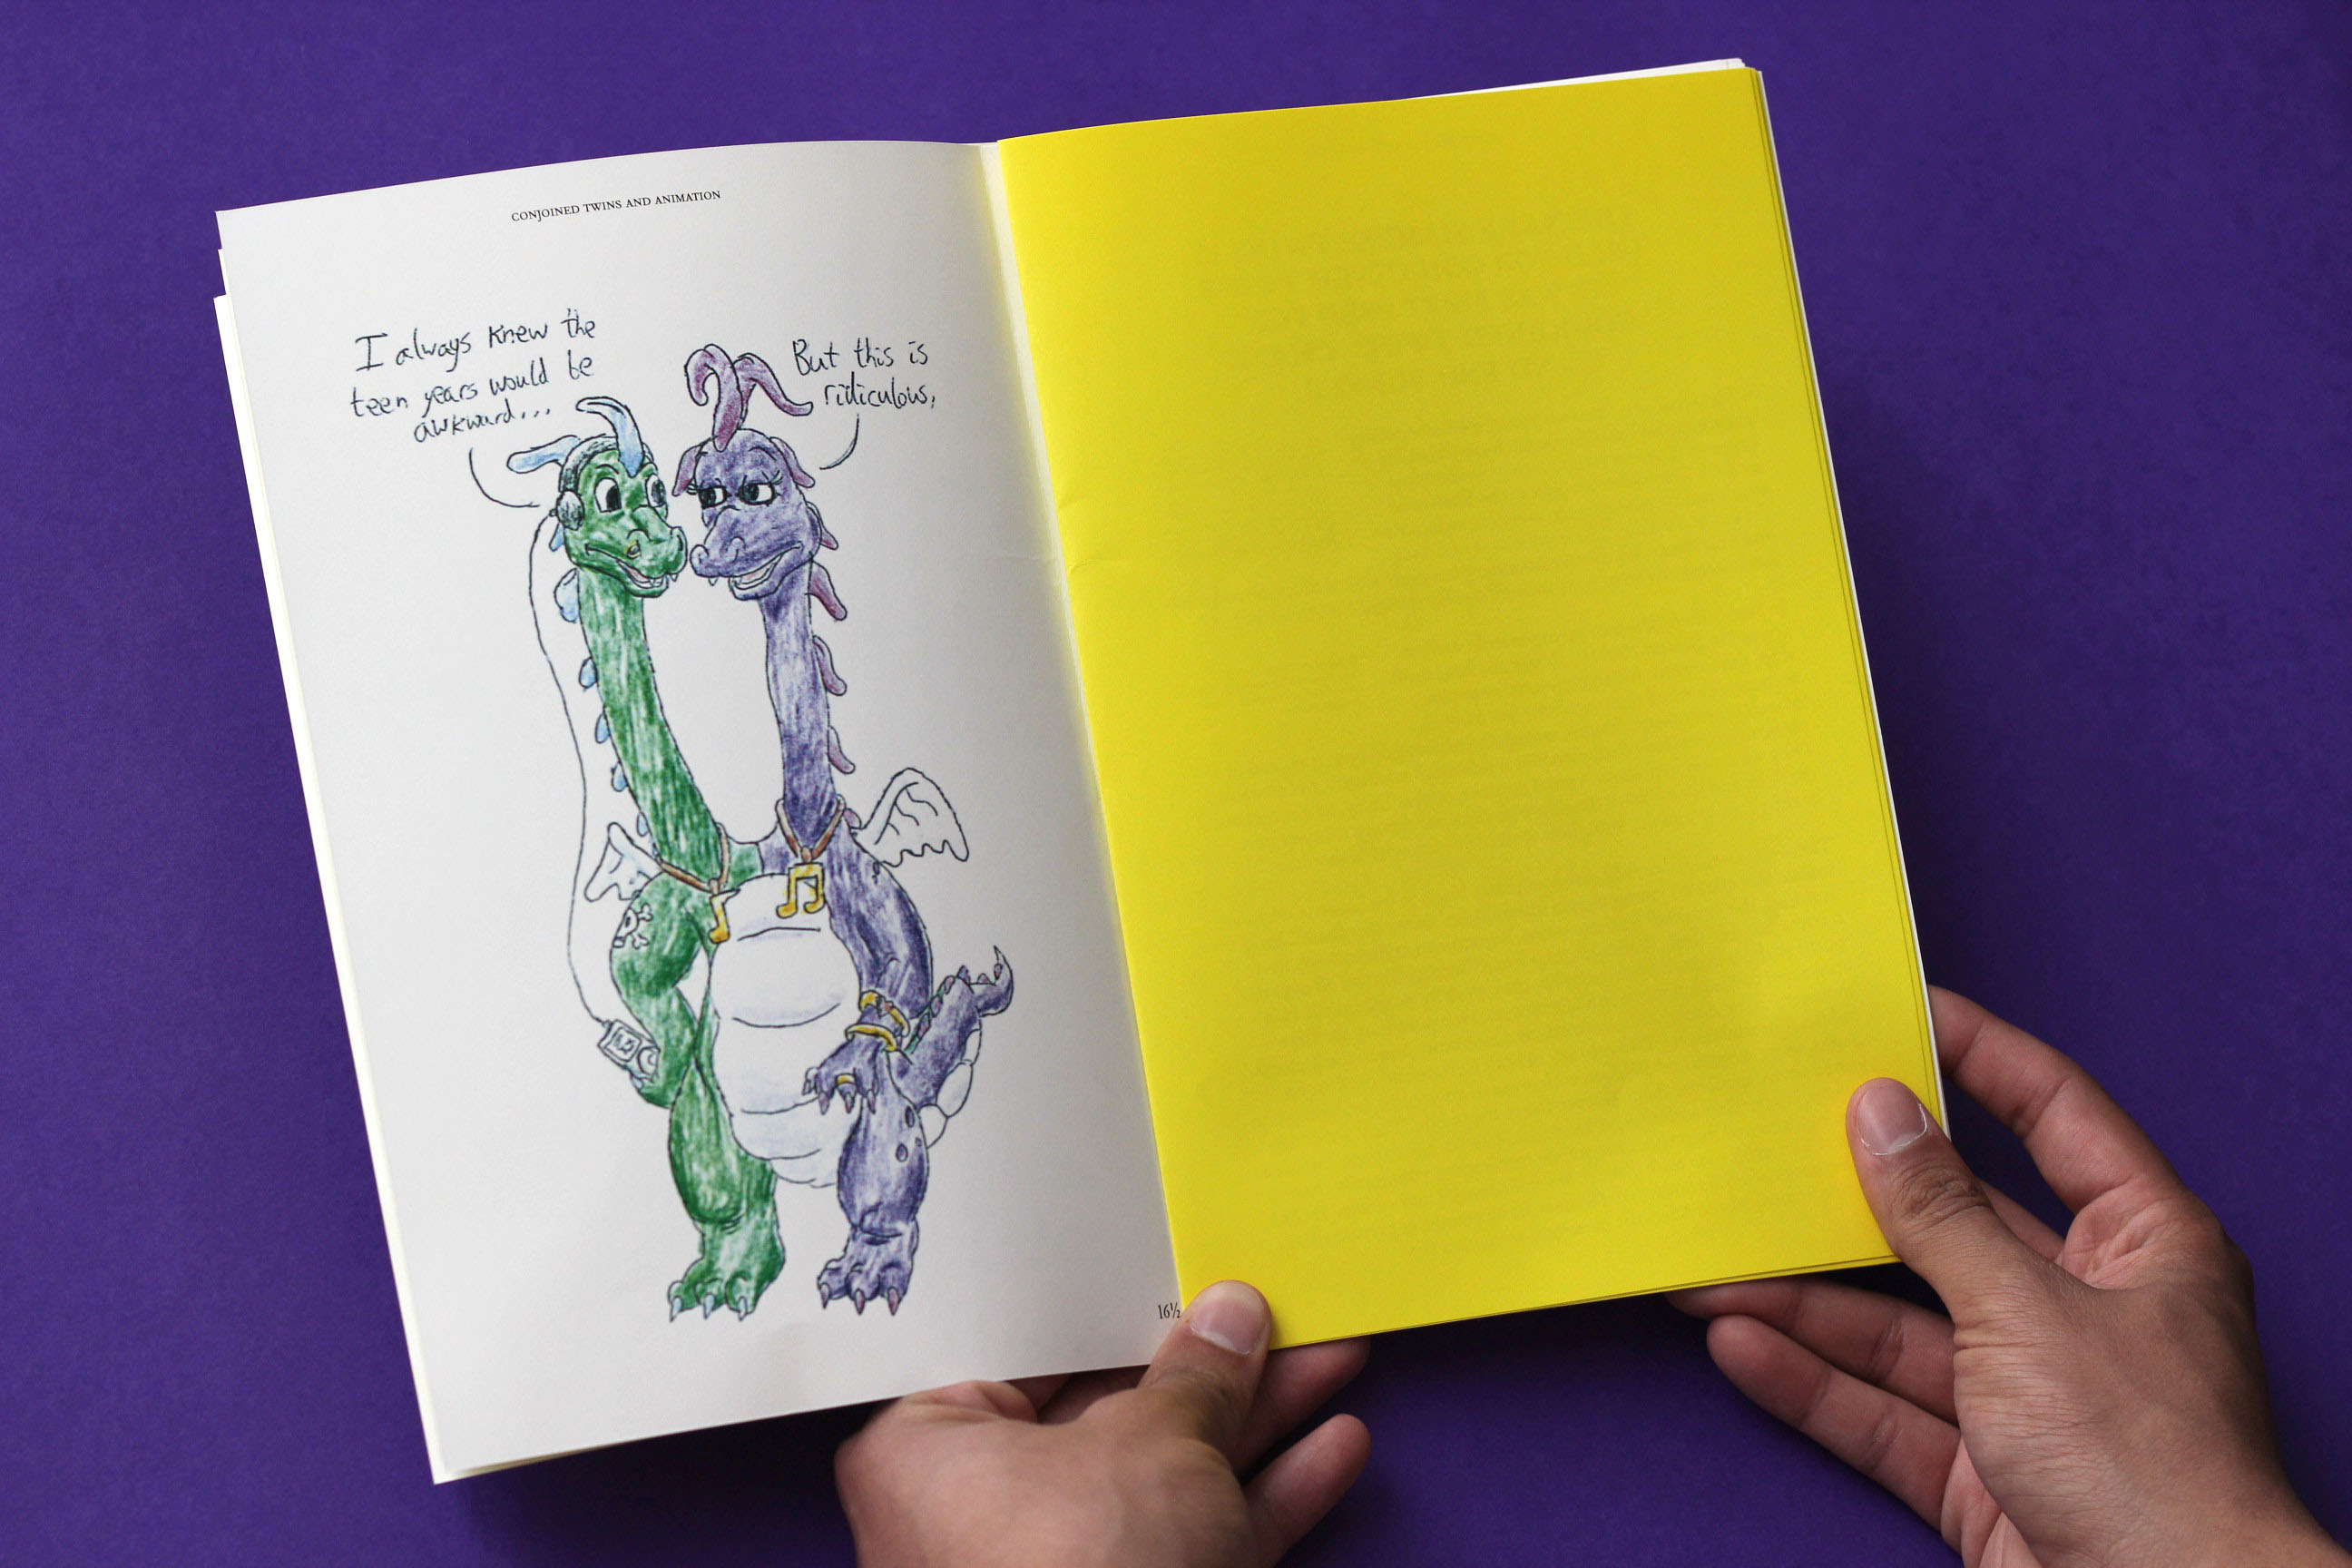 CONJOINED TWINS AND ANIMATION
I always knew the
teen years would be
awkward...
But this is
ridiculous,
16½